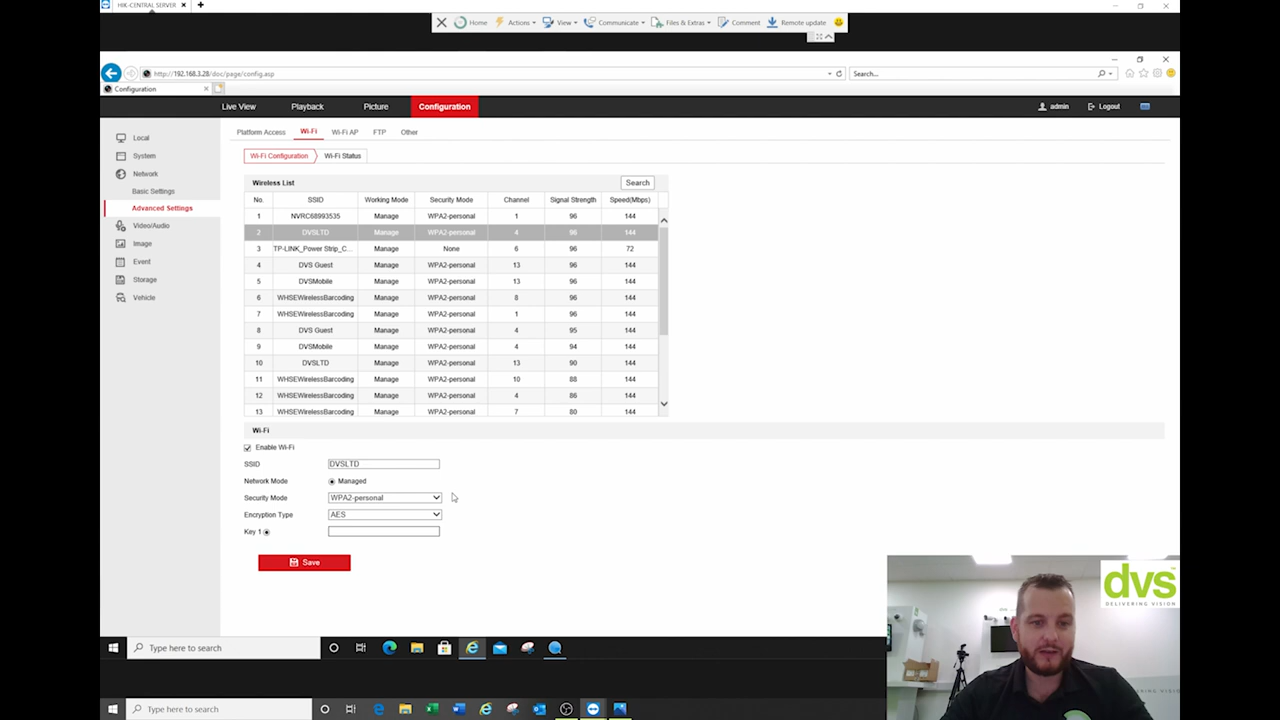 HIK-CENTRAL SERVER
Home Actions View Communicate Files & Extras Comment Remote update
http://192.168.3.28/doc/page/config.asp Search...
Configuration
Live View Playback Picture Configuration admin Logout
Local
System
Network
Basic Settings
Advanced Settings
Video/Audio
Image
Event
Storage
Vehicle
Platform Access Wi-Fi Wi-Fi AP FTP Other
Wi-Fi Configuration Wi-Fi Status
Wireless List Search
No. SSID Working Mode Security Mode Channel Signal Strength Speed(Mbps)
1 NVRC68993535 Manage WPA2-personal 1 96 144
2 DVSLTD Manage WPA2-personal 4 96 144
3 TP-LINK_Power Strip_C... Manage None 6 96 72
4 DVS Guest Manage WPA2-personal 13 96 144
5 DVSMobile Manage WPA2-personal 13 96 144
6 WHSEWirelessBarcoding Manage WPA2-personal 8 96 144
7 WHSEWirelessBarcoding Manage WPA2-personal 1 96 144
8 DVS Guest Manage WPA2-personal 4 95 144
9 DVSMobile Manage WPA2-personal 4 94 144
10 DVSLTD Manage WPA2-personal 13 90 144
11 WHSEWirelessBarcoding Manage WPA2-personal 10 88 144
12 WHSEWirelessBarcoding Manage WPA2-personal 4 86 144
13 WHSEWirelessBarcoding Manage WPA2-personal 7 80 144
Wi-Fi
Enable Wi-Fi
SSID DVSLTD
Network Mode Managed
Security Mode WPA2-personal
Encryption Type AES
Key 1
Save
dvs™
DELIVERING VISION
Type here to search
Type here to search